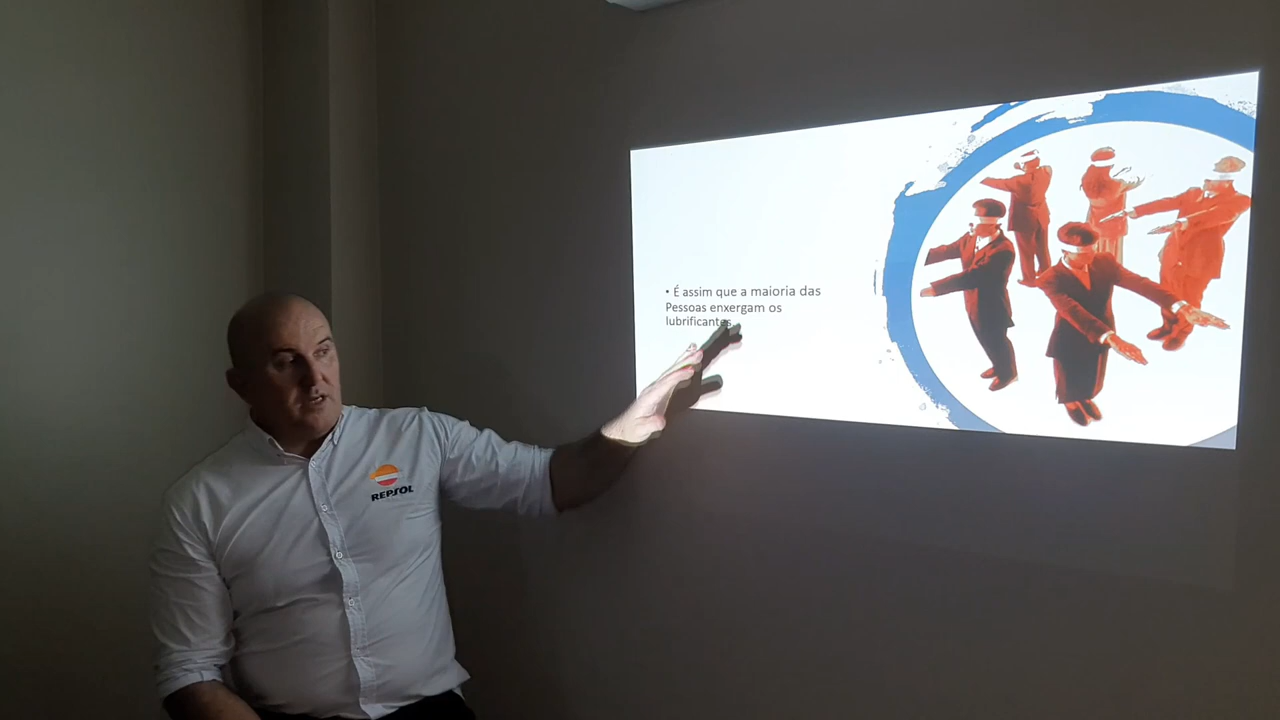 • É assim que a maioria das
Pessoas enxergam os
lubrificantes
REPSOL